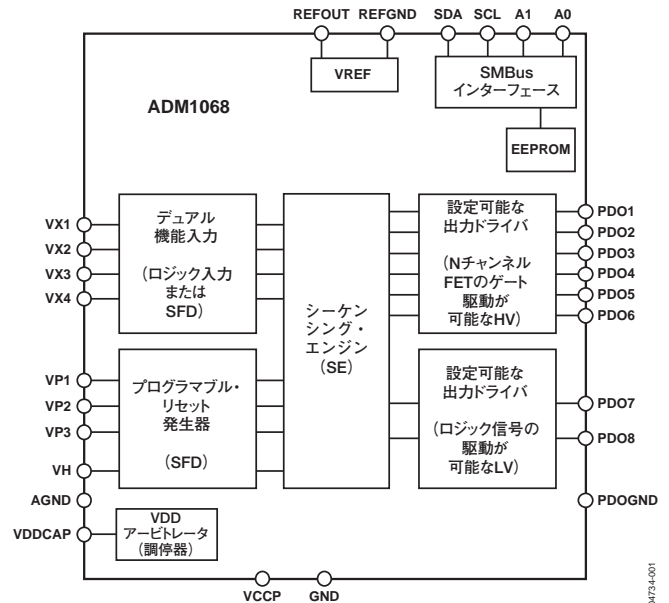 REFOUT REFGND SDA SCL A1 A0
VREF
SMBus
インターフェース
ADM1068
EEPROM
VX1
VX2
VX3
VX4
デュアル
機能入力
(ロジック入力
または
SFD)
シーケン
シング・
エンジン
(SE)
設定可能な
出力ドライバ
(Nチャンネル
FETのゲート
駆動が
可能なHV)
PDO1
PDO2
PDO3
PDO4
PDO5
PDO6
VP1
VP2
VP3
VH
プログラマブル・
リセット
発生器
(SFD)
設定可能な
出力ドライバ
(ロジック信号の
駆動が
可能なLV)
PDO7
PDO8
AGND
PDOGND
VDDCAP
VDD
アービトレータ
(調停器)
VCCP GND